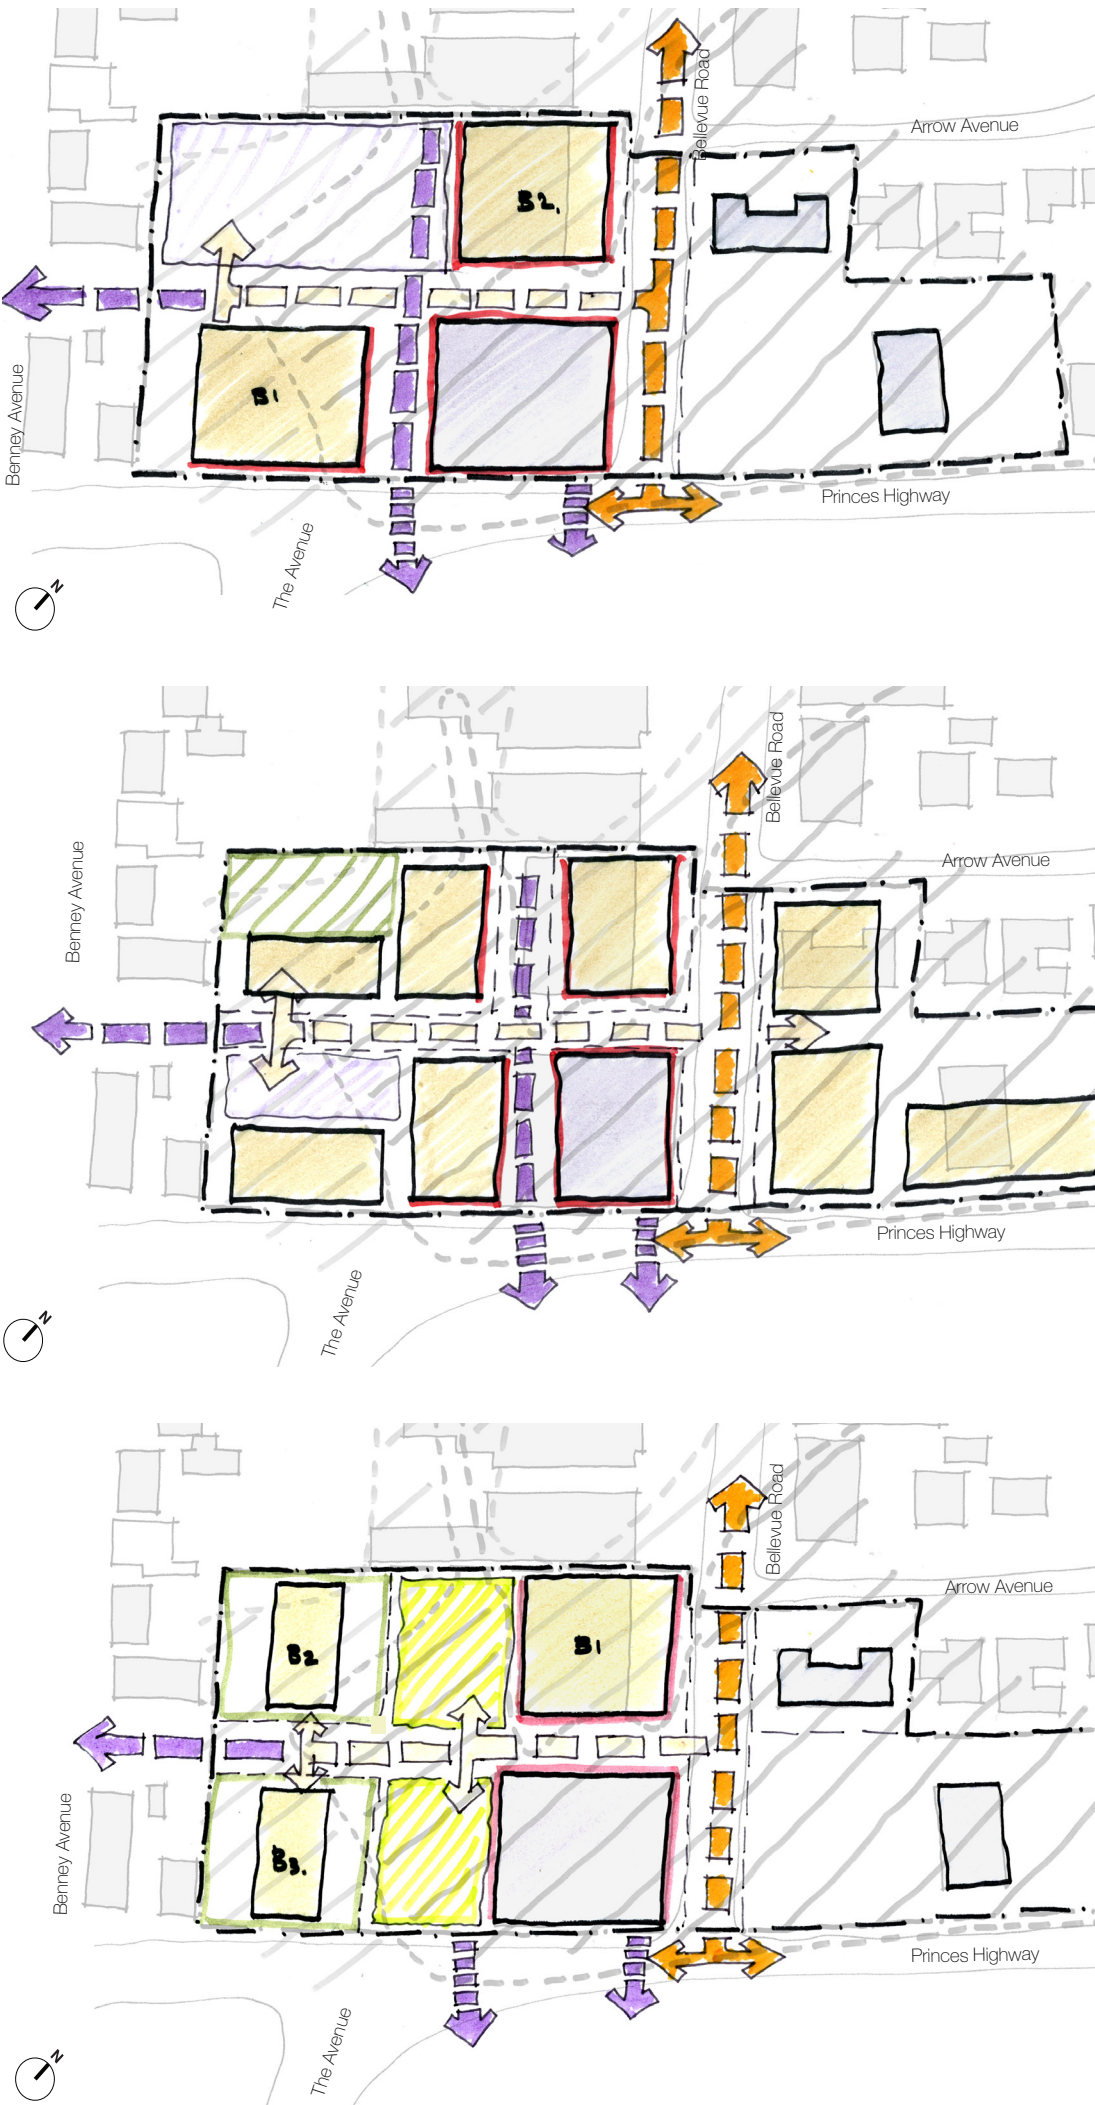 Bellevue Road
Arrow Avenue
B2.
B1
Benney Avenue
Princes Highway
The Avenue
N
Bellevue Road
Benney Avenue
Arrow Avenue
Princes Highway
The Avenue
N
Bellevue Road
Arrow Avenue
B2
B1
Benney Avenue
B3.
Princes Highway
The Avenue
N